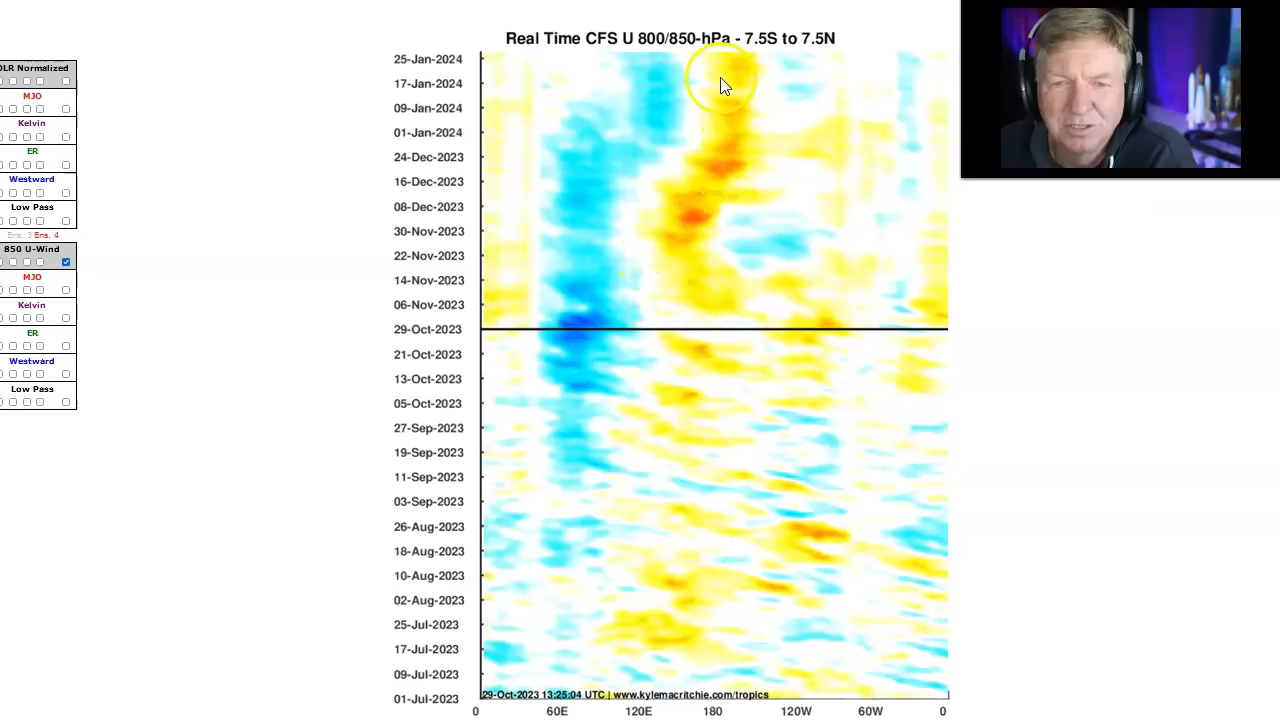 Real Time CFS U 800/850-hPa - 7.5S to 7.5N
OLR Normalized
MJO
Kelvin
ER
Westward
Low Pass
Ens. 3 Ens. 4
850 U-Wind
MJO
Kelvin
ER
Westward
Low Pass
25-Jan-2024
17-Jan-2024
09-Jan-2024
01-Jan-2024
24-Dec-2023
16-Dec-2023
08-Dec-2023
30-Nov-2023
22-Nov-2023
14-Nov-2023
06-Nov-2023
29-Oct-2023
21-Oct-2023
13-Oct-2023
05-Oct-2023
27-Sep-2023
19-Sep-2023
11-Sep-2023
03-Sep-2023
26-Aug-2023
18-Aug-2023
10-Aug-2023
02-Aug-2023
25-Jul-2023
17-Jul-2023
09-Jul-2023
01-Jul-2023
29-Oct-2023 13:25:04 UTC | www.kylemacritchie.com/tropics
0 60E 120E 180 120W 60W 0